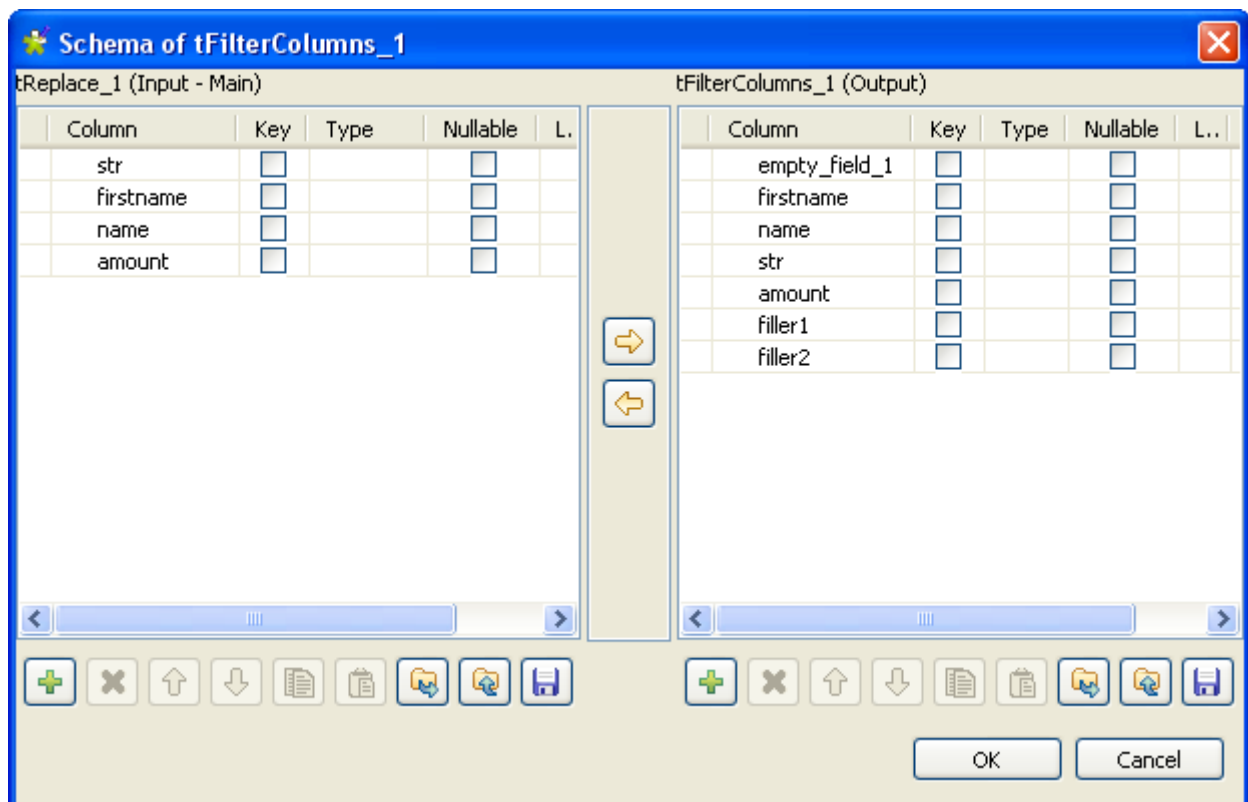 Schema of tFilterColumns_1
tReplace_1 (Input - Main)
Column Key Type Nullable L.
str
firstname
name
amount
tFilterColumns_1 (Output)
Column Key Type Nullable L..
empty_field_1
firstname
name
str
amount
filler1
filler2
OK Cancel